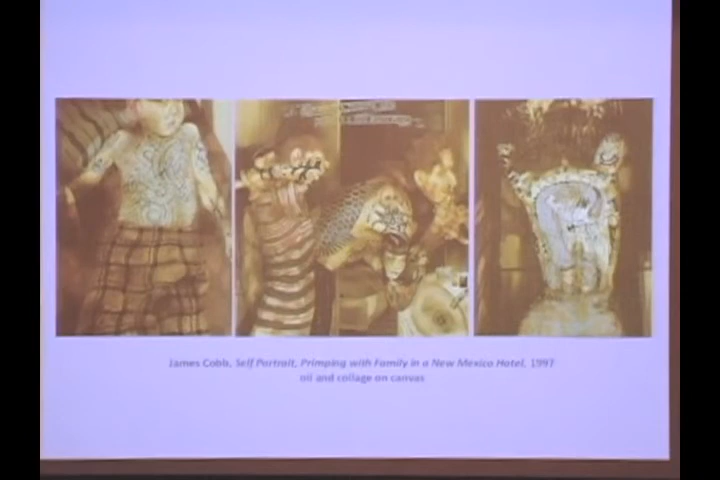 James Cobb, Self Portrait, Primping with Family in a New Mexico Hotel, 1997
oil and collage on canvas